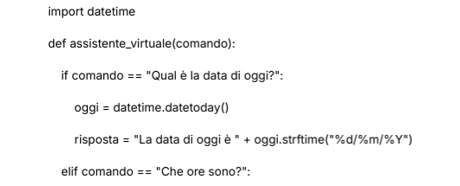 import datetime
def assistente_virtuale(comando):
if comando == "Qual è la data di oggi?":
oggi = datetime.datetoday()
risposta = "La data di oggi è " + oggi.strftime("%d/%m/%Y")
elif comando == "Che ore sono?":